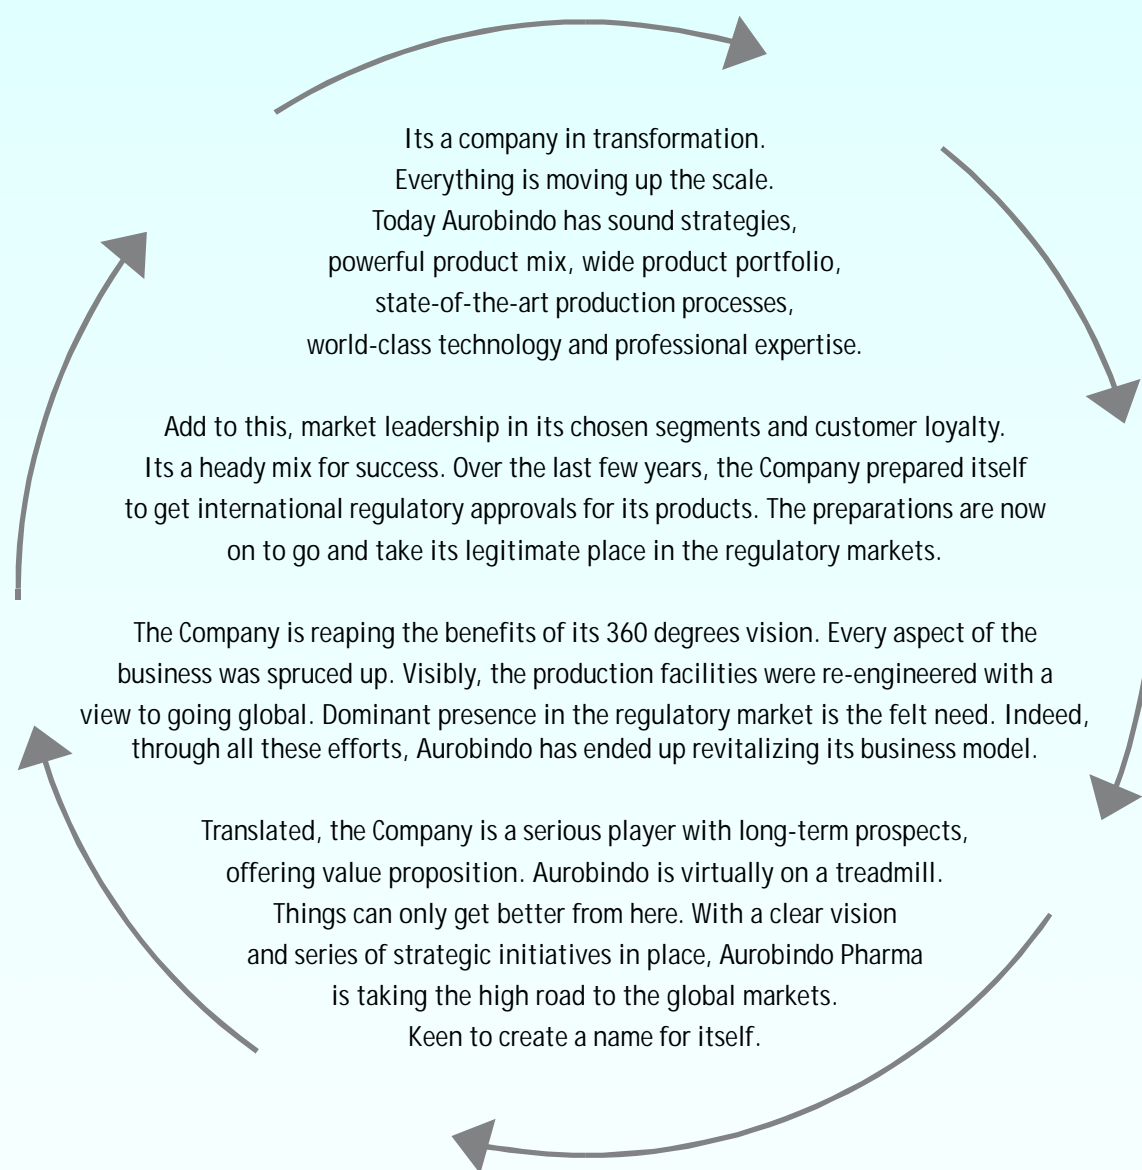 Its a company in transformation.
Everything is moving up the scale.
Today Aurobindo has sound strategies,
powerful product mix, wide product portfolio,
state-of-the-art production processes,
world-class technology and professional expertise.
Add to this, market leadership in its chosen segments and customer loyalty.
Its a heady mix for success. Over the last few years, the Company prepared itself
to get international regulatory approvals for its products. The preparations are now
on to go and take its legitimate place in the regulatory markets.
The Company is reaping the benefits of its 360 degrees vision. Every aspect of the
business was spruced up. Visibly, the production facilities were re-engineered with a
view to going global. Dominant presence in the regulatory market is the felt need. Indeed,
through all these efforts, Aurobindo has ended up revitalizing its business model.
Translated, the Company is a serious player with long-term prospects,
offering value proposition. Aurobindo is virtually on a treadmill.
Things can only get better from here. With a clear vision
and series of strategic initiatives in place, Aurobindo Pharma
is taking the high road to the global markets.
Keen to create a name for itself.